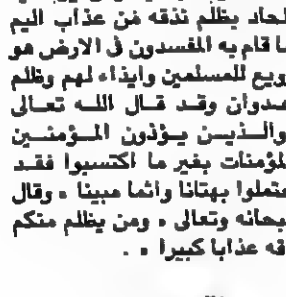 لحاد بظلم نذقه من عذاب اليم
ا قام به المفسدون في الارض هو
رويع للمسلمين وايذاء لهم وظلم
عدوان وقد قال الله تعالى
والذين يؤذون المؤمنين
لمؤمنات بغير ما اكتسبوا فقد
عتملوا بهتانا واثما مبينا ، وقال
بحانه وتعالى ، ومن يظلم منكم
قه عذابا كبيرا ، .